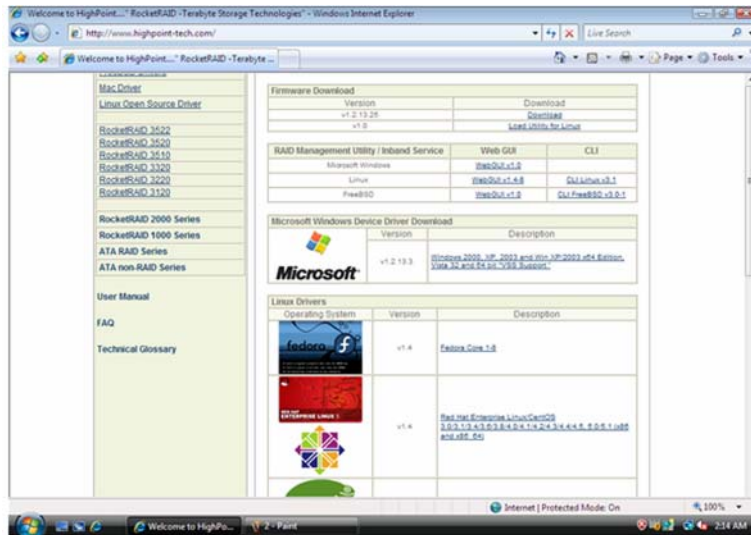 Welcome to HighPoint...." RocketRAID -Terabyte Storage Technologies" - Windows Internet Explorer
http://www.highpoint-tech.com/
Live Search
Welcome to HighPoint...." RocketRAID -Terabyte ...
Page
Tools
Mac Driver
Linux Open Source Driver
RocketRAID 3522
RocketRAID 3520
RocketRAID 3510
RocketRAID 3320
RocketRAID 3220
RocketRAID 3120
RocketRAID 2000 Series
RocketRAID 1000 Series
ATA RAID Series
ATA non-RAID Series
User Manual
FAQ
Technical Glossary
Firmware Download
Version Download
v1.2.13.25 Download
v1.0 Load Utility for Linux
RAID Management Utility / Inband Service Web GUI CLI
Microsoft Windows WebGUI v1.0
Linux WebGUI v1.4-8 CLI Linux v3.1
FreeBSD WebGUI v1.0 CLI FreeBSD v3.0-1
Microsoft Windows Device Driver Download
Version Description
Microsoft
v1.2.13.3 Windows 2000, XP, 2003 and Win XP/2003 x64 Edition,
Vista 32 and 64 bit "VSS Support"
Linux Drivers
Operating System Version Description
fedora
v1.4 Fedora Core 1-8
RED HAT
ENTERPRISE LINUX 5
v1.4 Red Hat Enterprise Linux/CentOS
and x86_64)
Internet | Protected Mode: On
100%
Welcome to HighPo...
2 - Paint
2:14 AM